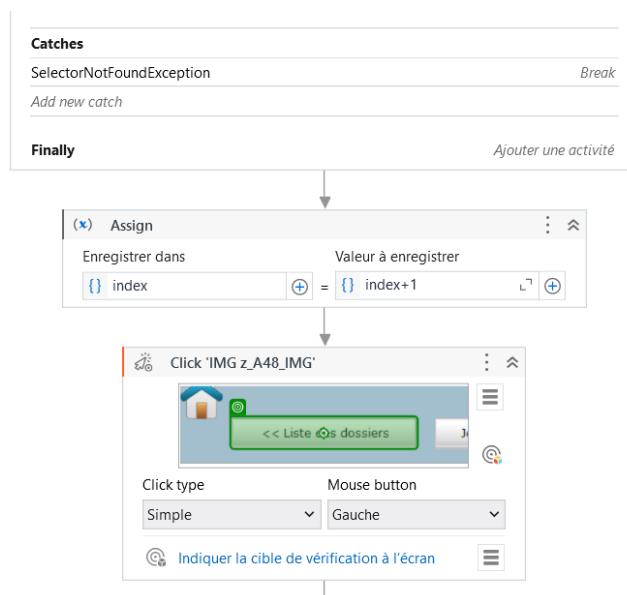 Catches
SelectorNotFoundException Break
Add new catch
Finally Ajouter une activité
(x) Assign
Enregistrer dans Valeur à enregistrer
{} index = {} index+1
Click 'IMG z_A48_IMG'
<< Liste des dossiers
Click type Mouse button
Simple Gauche
Indiquer la cible de vérification à l'écran